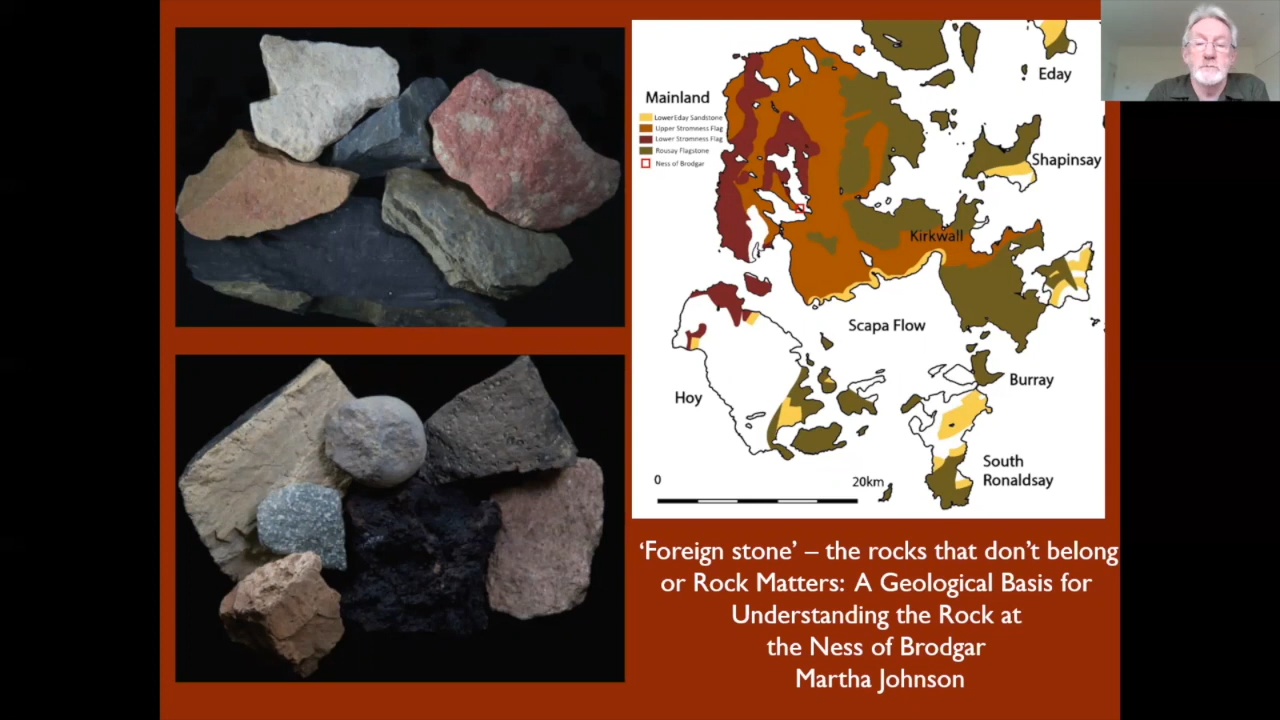 Mainland
Lower Eday Sandstone
Upper Stromness Flag
Lower Stromness Flag
Rousay Flagstone
Ness of Brodgar
Eday
Shapinsay
Kirkwall
Scapa Flow
Hoy
Burray
South
Ronaldsay
0
20km
‘Foreign stone’ – the rocks that don’t belong
or Rock Matters: A Geological Basis for
Understanding the Rock at
the Ness of Brodgar
Martha Johnson